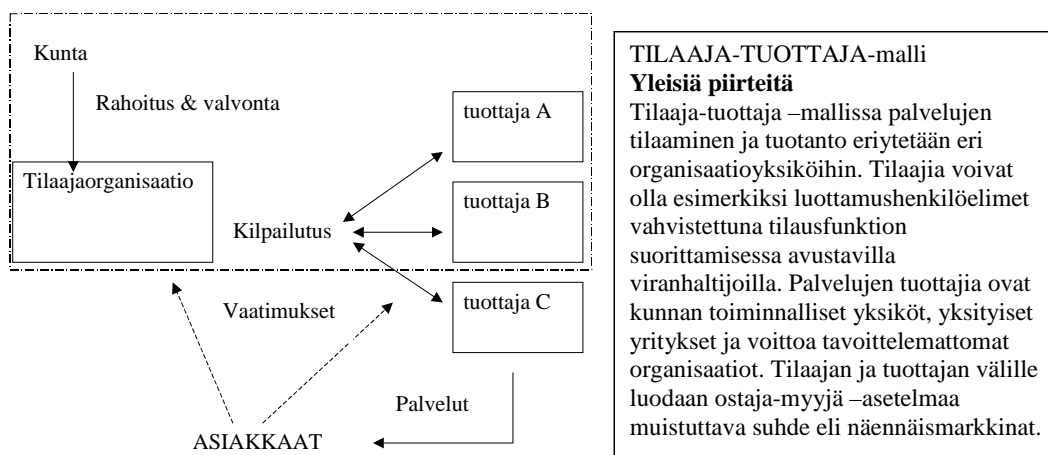 Kunta
Rahoitus & valvonta
Tilaajaorganisaatio
Kilpailutus
tuottaja A
tuottaja B
tuottaja C
Vaatimukset
Palvelut
ASIAKKAAT
TILAAJA-TUOTTAJA-malli
Yleisiä piirteitä
Tilaaja-tuottaja –mallissa palvelujen
tilaaminen ja tuotanto eriytetään eri
organisaatioyksiköihin. Tilaajia voivat
olla esimerkiksi luottamushenkilöelimet
vahvistettuna tilausfunktion
suorittamisessa avustavilla
viranhaltijoilla. Palvelujen tuottajia ovat
kunnan toiminnalliset yksiköt, yksityiset
yritykset ja voittoa tavoittelemattomat
organisaatiot. Tilaajan ja tuottajan välille
luodaan ostaja-myyjä –asetelmaa
muistuttava suhde eli näennäismarkkinat.